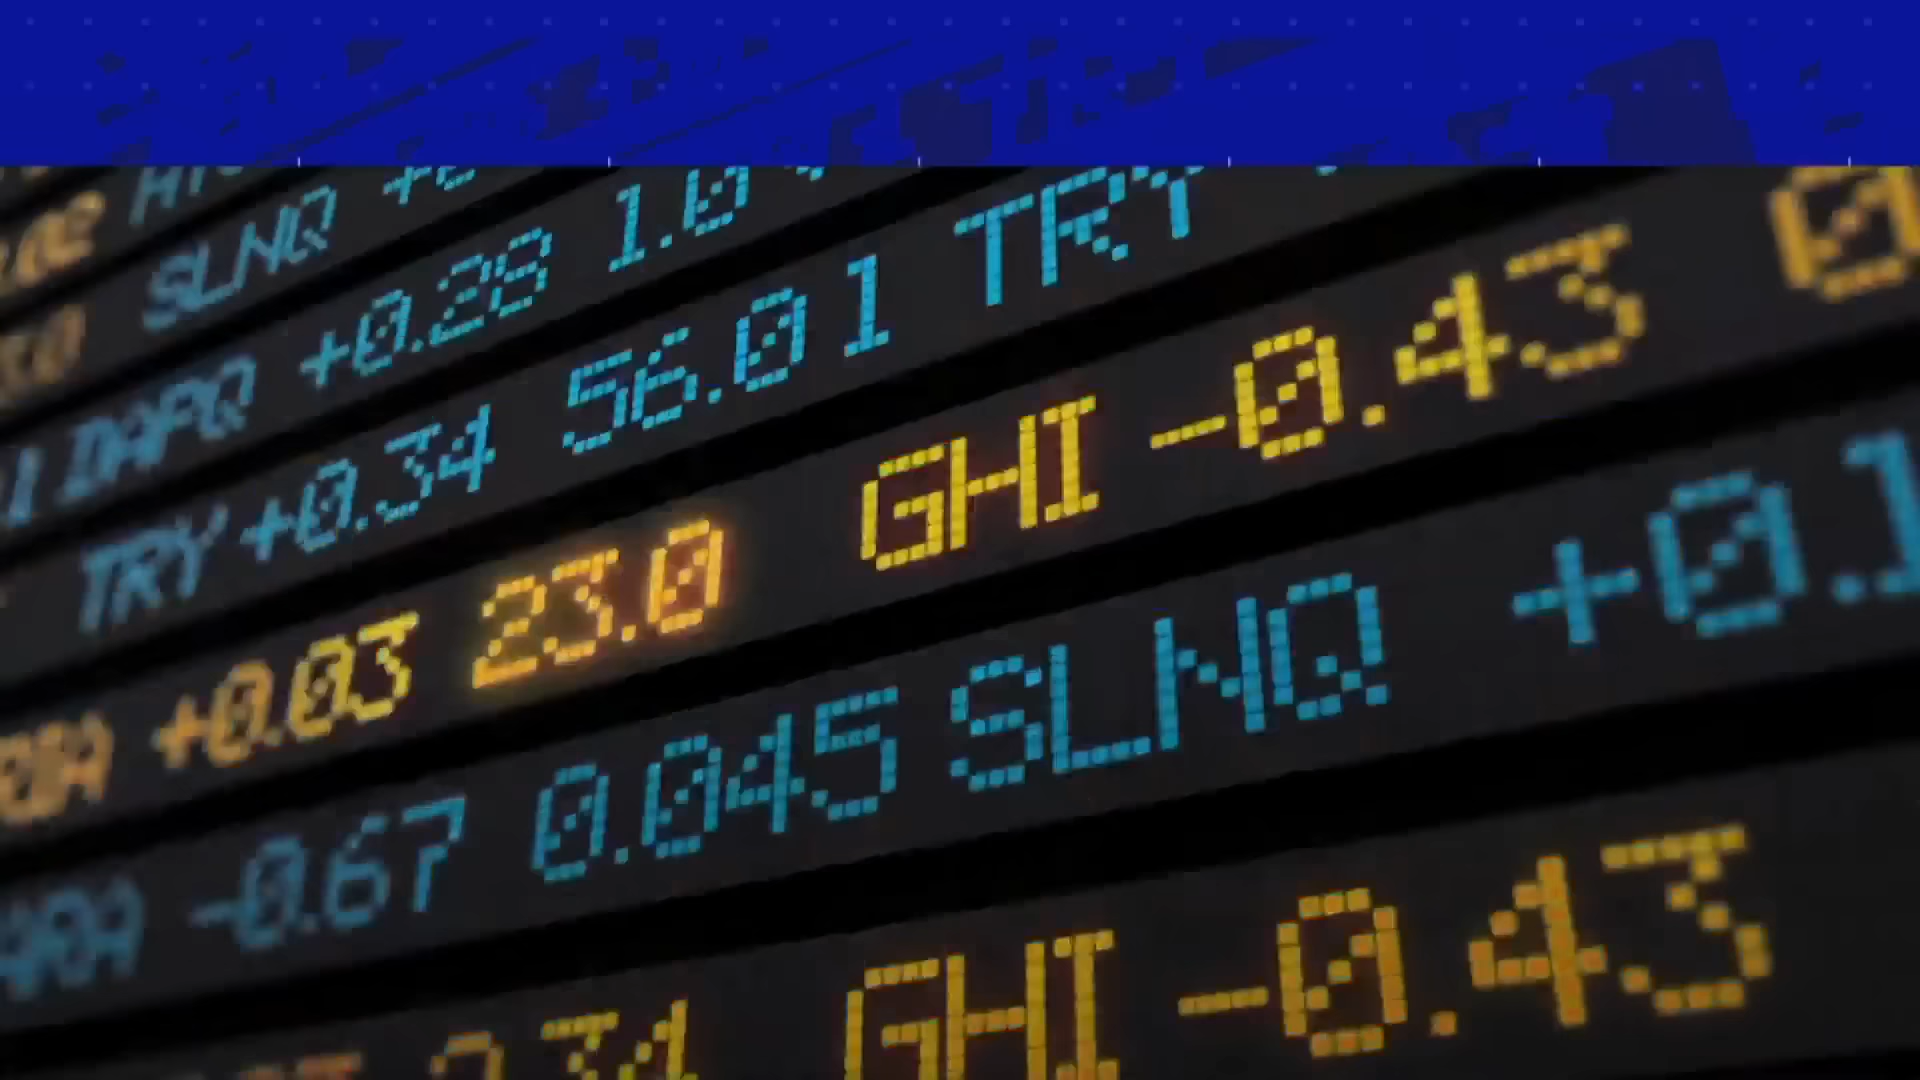 SLNQ
DAPQ +0.28 1.0
TRY +0.34 56.01 TRY
+0.03 23.0 GHI -0.43
-0.67 0.045 SLNQ +0.1
GHI -0.43